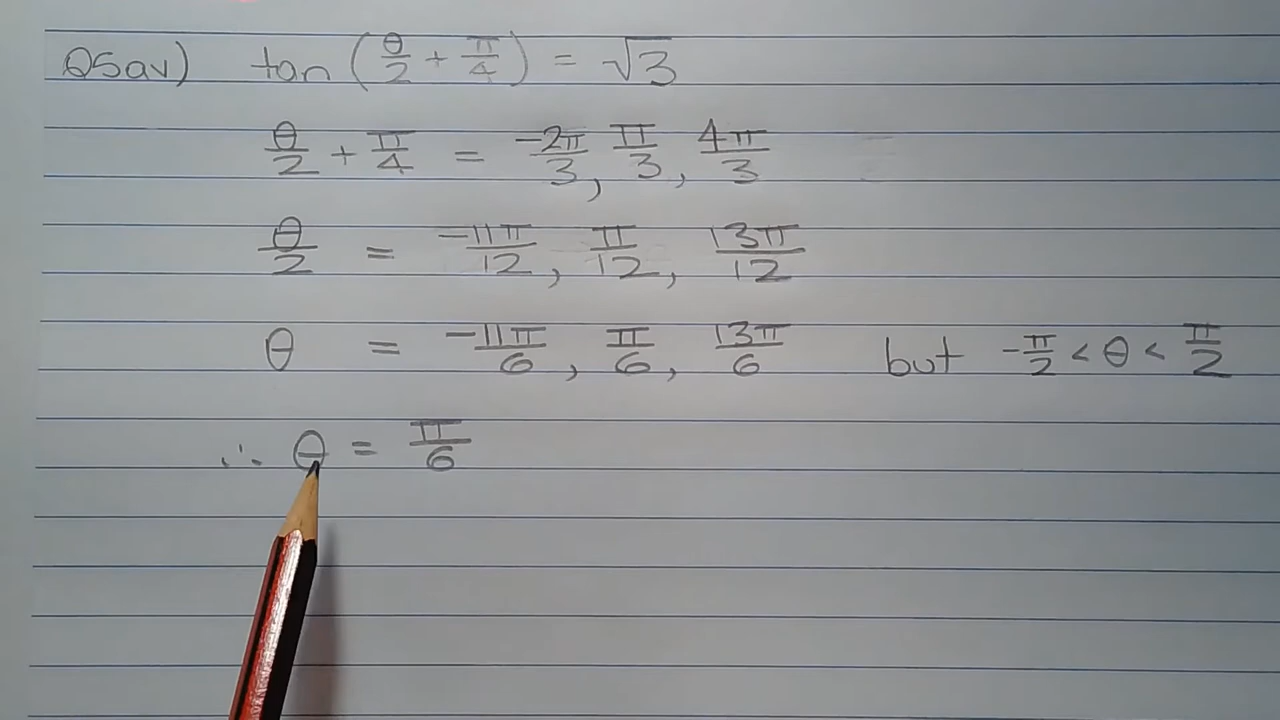 Q5av) tan(θ/2 + π/4) = √3
θ/2 + π/4 = -2π/3, π/3, 4π/3
θ/2 = -11π/12, π/12, 13π/12
θ = -11π/6, π/6, 13π/6 but -π/2 < θ < π/2
∴ θ = π/6